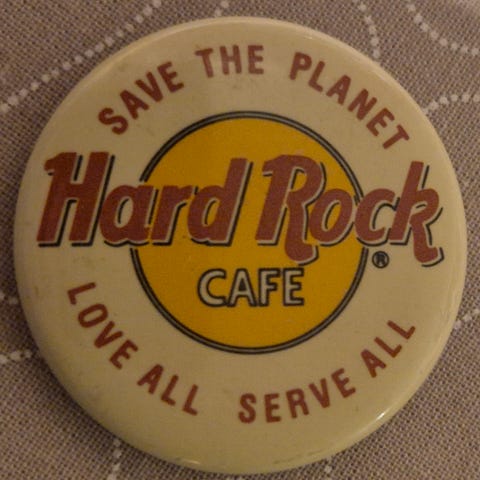 SAVE THE PLANET
Hard Rock
®
CAFE
LOVE ALL SERVE ALL